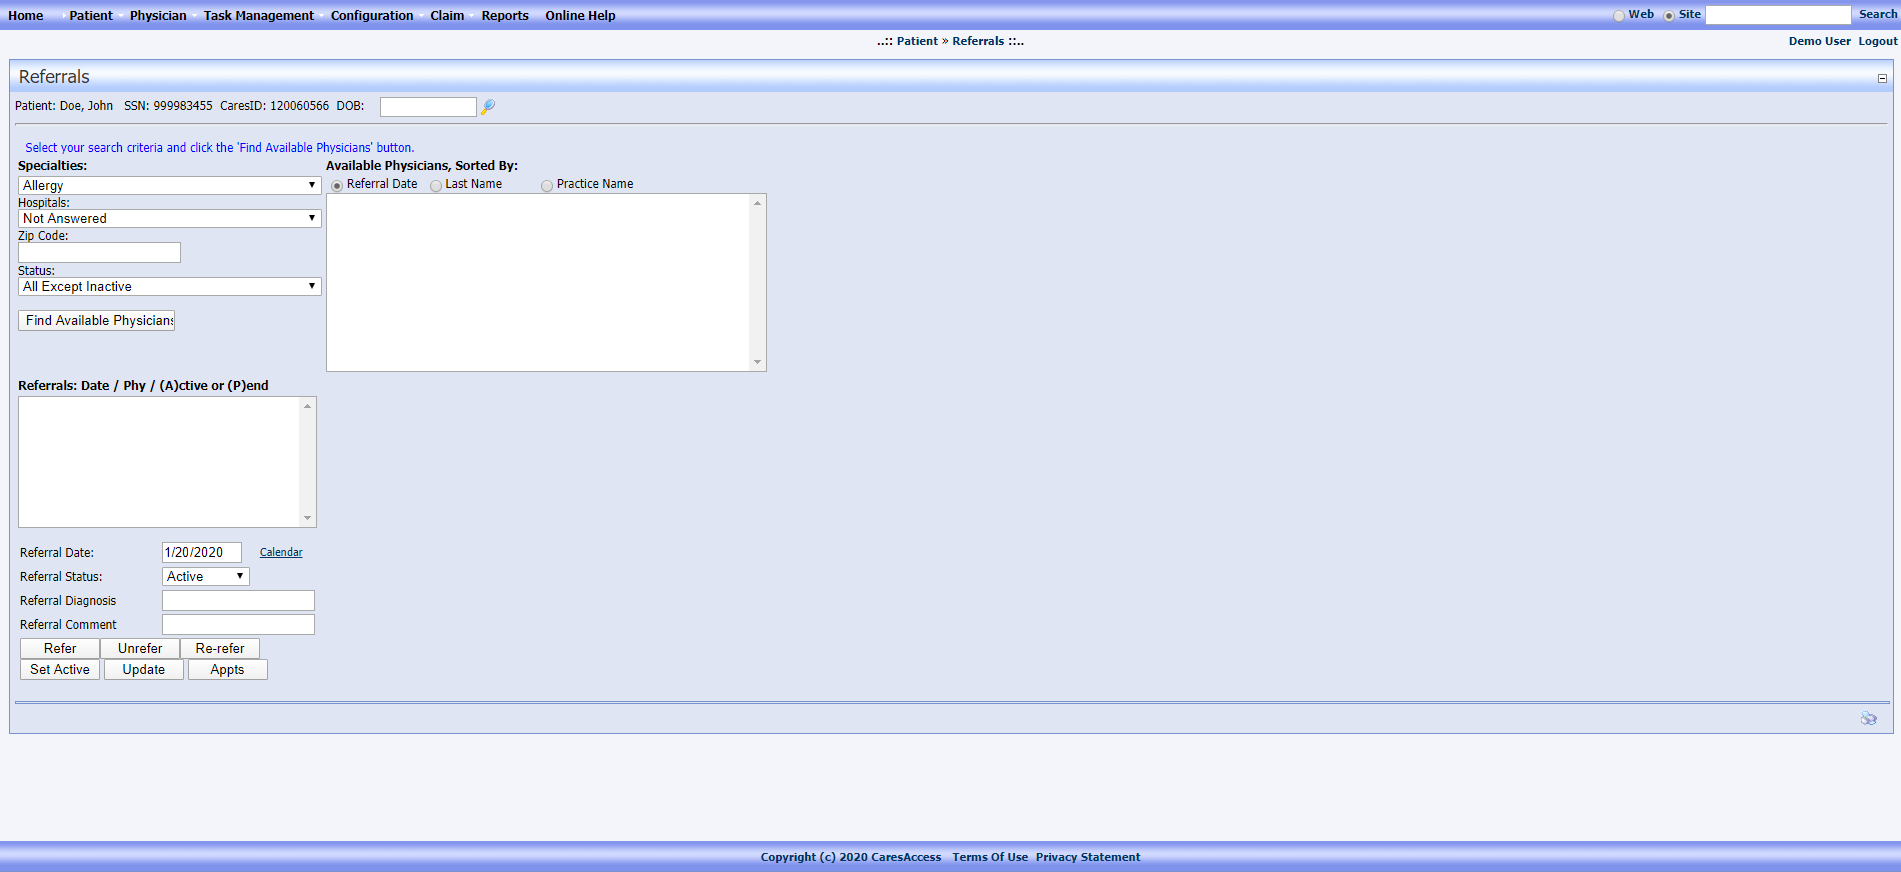 Home Patient Physician Task Management Configuration Claim Reports Online Help Web Site Search
..:: Patient » Referrals ::.. Demo User Logout
Referrals
Patient: Doe, John SSN: 999983455 CaresID: 120060566 DOB:
Select your search criteria and click the 'Find Available Physicians' button.
Specialties: Available Physicians, Sorted By:
Allergy Referral Date Last Name Practice Name
Hospitals:
Not Answered
Zip Code:
Status:
All Except Inactive
Find Available Physicians
Referrals: Date / Phy / (A)ctive or (P)end
Referral Date: 1/20/2020 Calendar
Referral Status: Active
Referral Diagnosis
Referral Comment
Refer Unrefer Re-refer
Set Active Update Appts
Copyright (c) 2020 CaresAccess Terms Of Use Privacy Statement